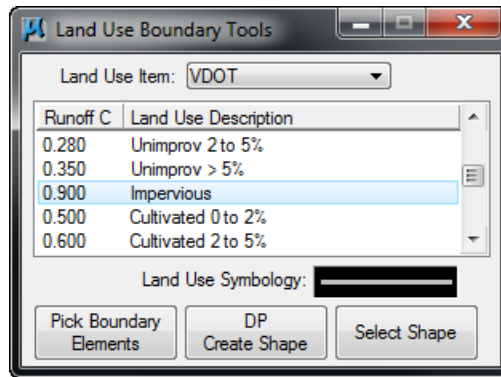 Land Use Boundary Tools
Land Use Item: VDOT
Runoff C Land Use Description
0.280 Unimprov 2 to 5%
0.350 Unimprov > 5%
0.900 Impervious
0.500 Cultivated 0 to 2%
0.600 Cultivated 2 to 5%
Land Use Symbology:
Pick Boundary DP Select Shape
Elements Create Shape